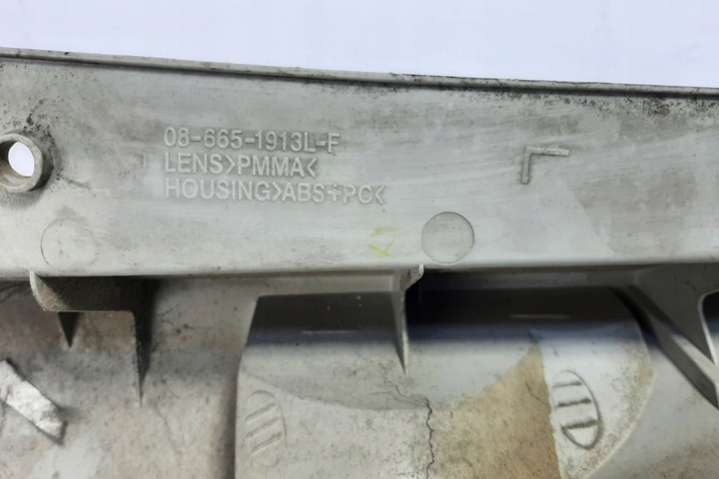 08-665-1913L-F
LENS>PMMA<
HOUSING>ABS+PC<
L